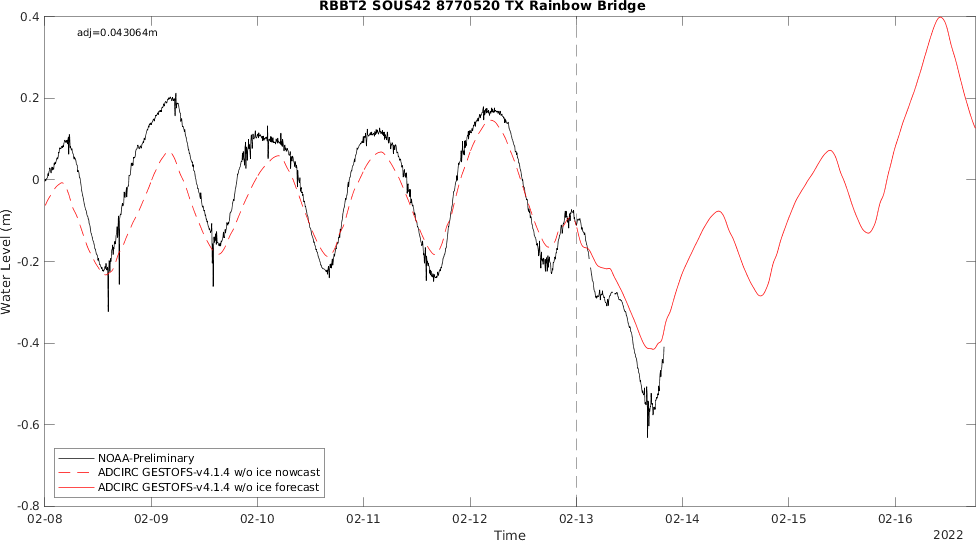 RBBT2 SOUS42 8770520 TX Rainbow Bridge
adj=0.043064m
0.4
0.2
0
-0.2
-0.4
-0.6
-0.8
Water Level (m)
NOAA-Preliminary
ADCIRC GESTOFS-v4.1.4 w/o ice nowcast
ADCIRC GESTOFS-v4.1.4 w/o ice forecast
02-08 02-09 02-10 02-11 02-12 02-13 02-14 02-15 02-16
Time
2022